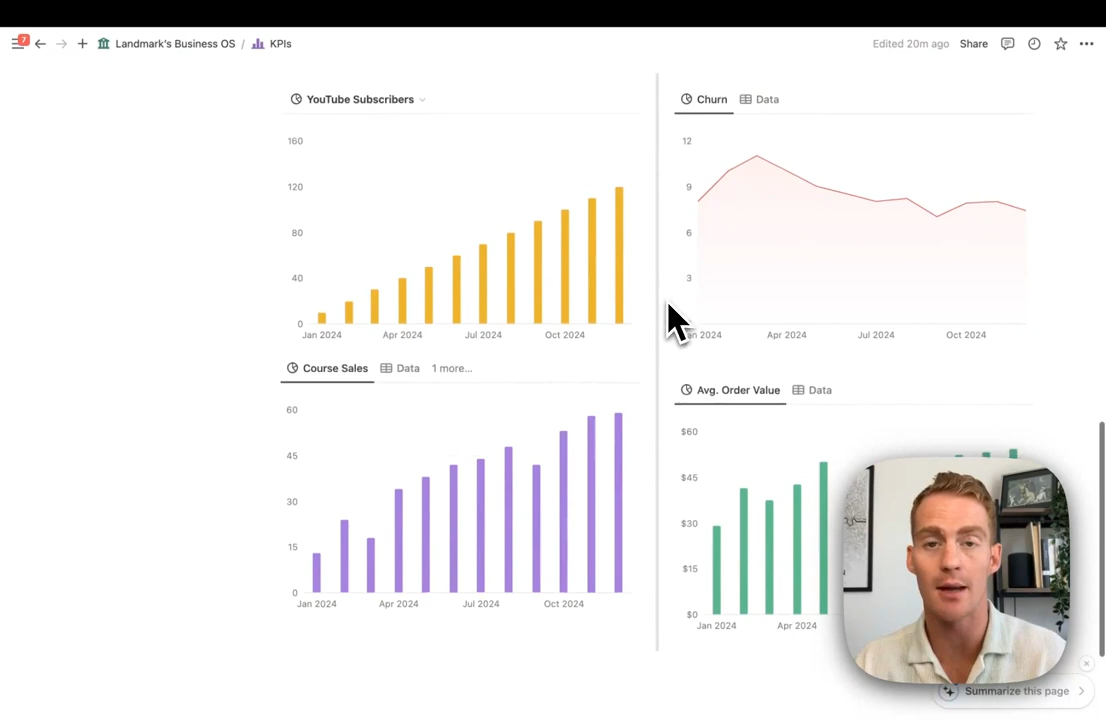 7
Landmark's Business OS / KPIs
Edited 20m ago Share
YouTube Subscribers
160
120
80
40
0
Jan 2024 Apr 2024 Jul 2024 Oct 2024
Churn Data
12
9
6
3
2024 Apr 2024 Jul 2024 Oct 2024
Course Sales Data 1 more...
60
45
30
15
0
Jan 2024 Apr 2024 Jul 2024 Oct 2024
Avg. Order Value Data
$60
$45
$30
$15
$0
Jan 2024 Apr 2024
Summarize this page